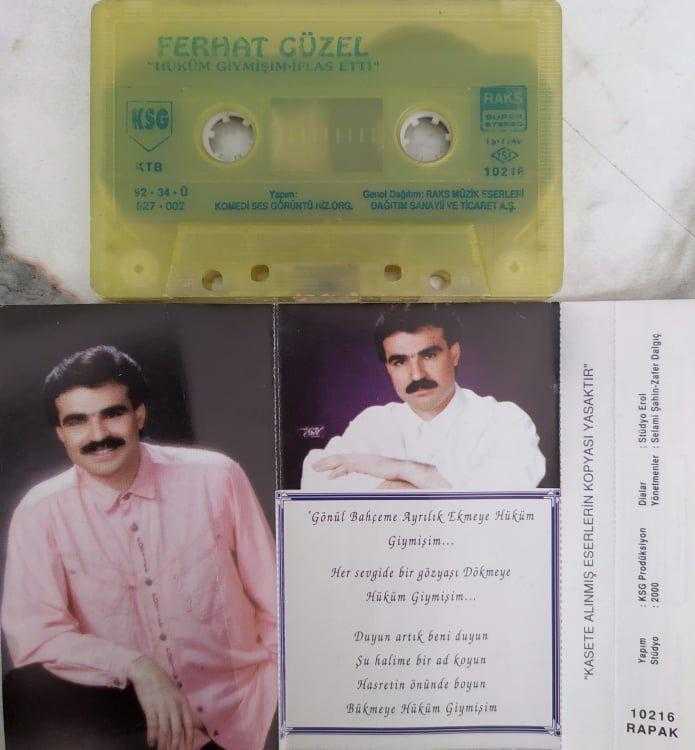 FERHAT GÜZEL
"HÜKÜM GİYMİŞİM-İFLAS ETTİ"
KSG
RAKS
SUPER
STEREO
KTB
TSE
10216
92-34-Ü
827-002
Yapım:
KOMEDİ SES GÖRÜNTÜ HİZ.ORG.
Genel Dağıtım: RAKS MÜZİK ESERLERİ
DAĞITIM SANAYİİ VE TİCARET A.Ş.
"Gönül Bahçeme Ayrılık Ekmeye Hüküm
Giymişim...
Her sevgide bir gözyaşı Dökmeye
Hüküm Giymişim...
Duyun artık beni duyun
Şu halime bir ad koyun
Hasretin önünde boyun
Bükmeye Hüküm Giymişim
"KASETE ALINMIŞ ESERLERİN KOPYASI YASAKTIR"
Yapım : KSG Prodüksiyon
Stüdyo : 2000
Dialar : Stüdyo Erol
Yönetmenler : Selami Şahin-Zafer Dalgıç
10216
RAPAK